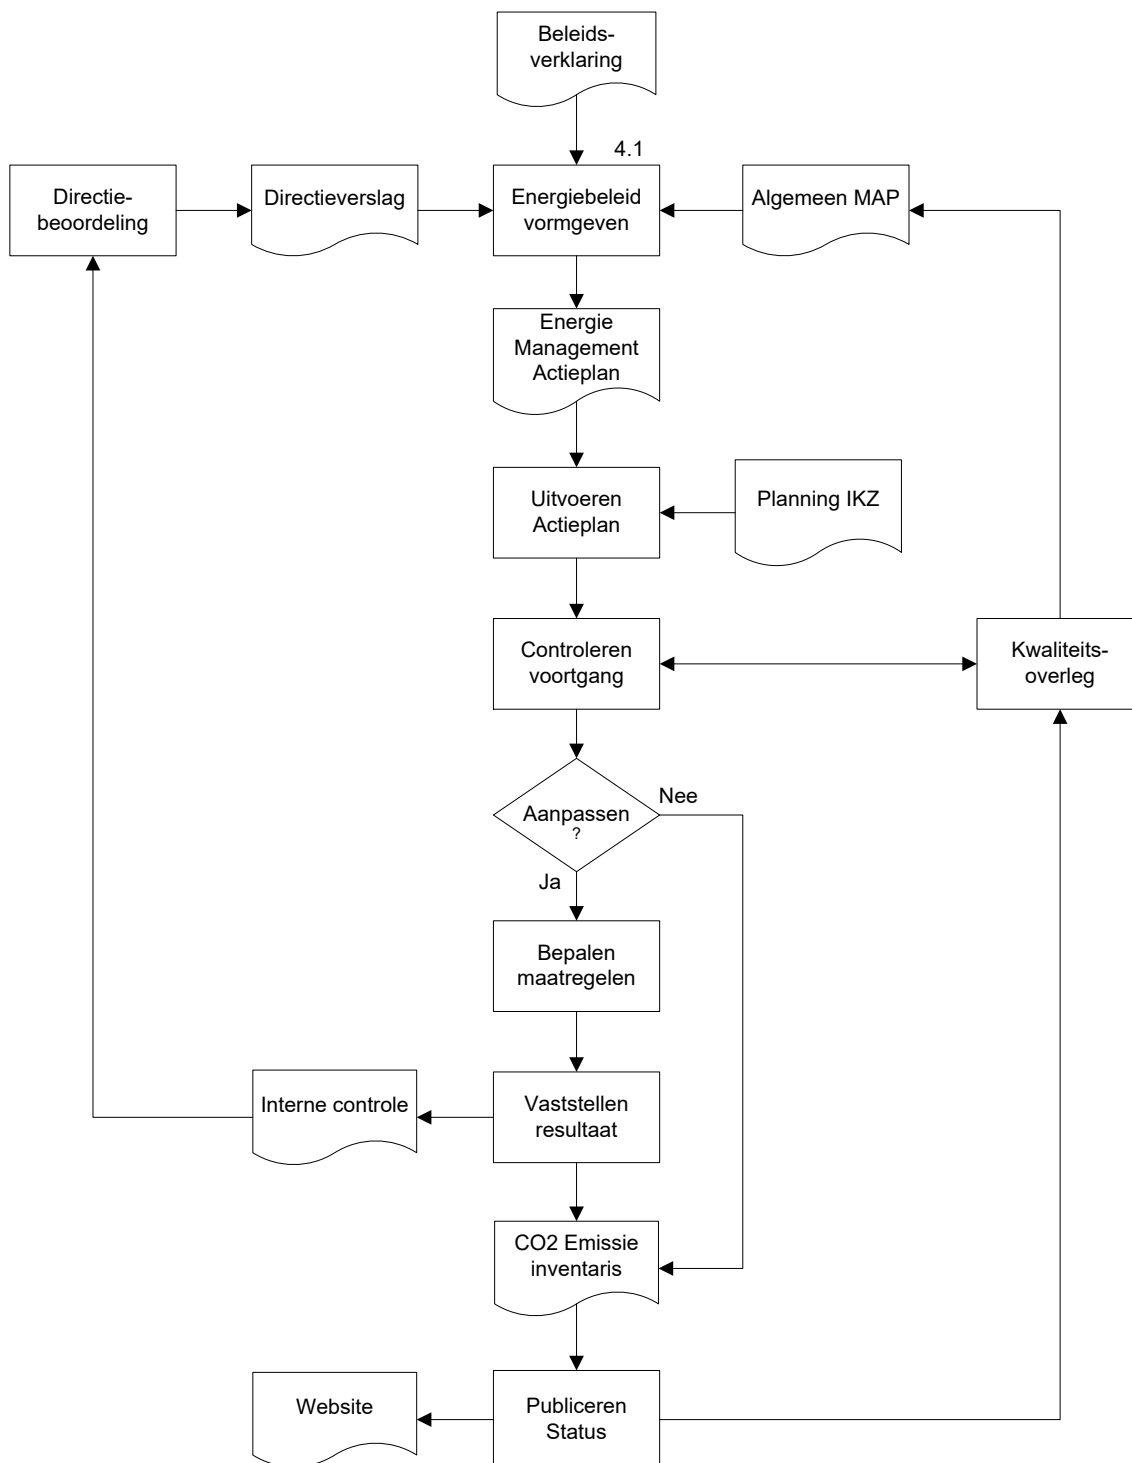 Beleids-
verklaring
4.1
Directie-
beoordeling
Directieverslag
Energiebeleid
vormgeven
Algemeen MAP
Energie
Management
Actieplan
Uitvoeren
Actieplan
Planning IKZ
Controleren
voortgang
Kwaliteits-
overleg
Nee
Aanpassen
?
Ja
Bepalen
maatregelen
Interne controle
Vaststellen
resultaat
CO2 Emissie
inventaris
Website
Publiceren
Status